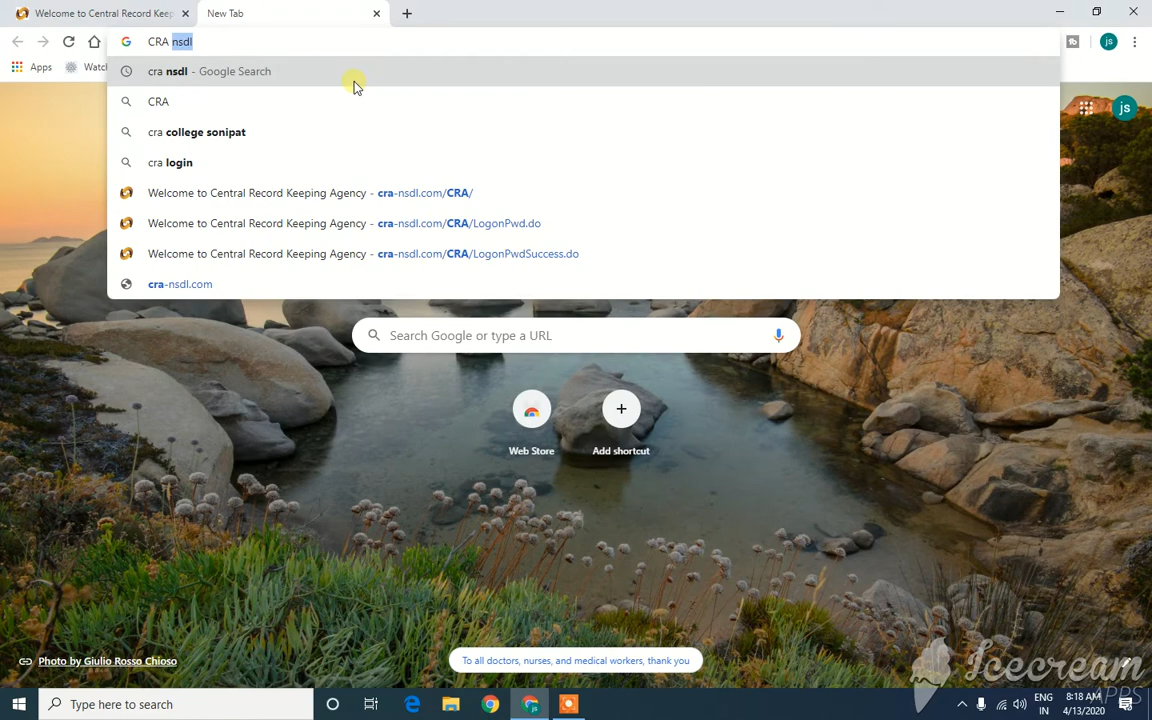 Welcome to Central Record Keep
New Tab
CRA nsdl
js
Apps
Watch
cra nsdl - Google Search
CRA
js
cra college sonipat
cra login
Welcome to Central Record Keeping Agency - cra-nsdl.com/CRA/
Welcome to Central Record Keeping Agency - cra-nsdl.com/CRA/LogonPwd.do
Welcome to Central Record Keeping Agency - cra-nsdl.com/CRA/LogonPwdSuccess.do
cra-nsdl.com
Search Google or type a URL
Web Store
Add shortcut
Photo by Giulio Rosso Chioso
To all doctors, nurses, and medical workers, thank you
Icecream
APPS
Type here to search
js
ENG
IN
8:18 AM
4/13/2020